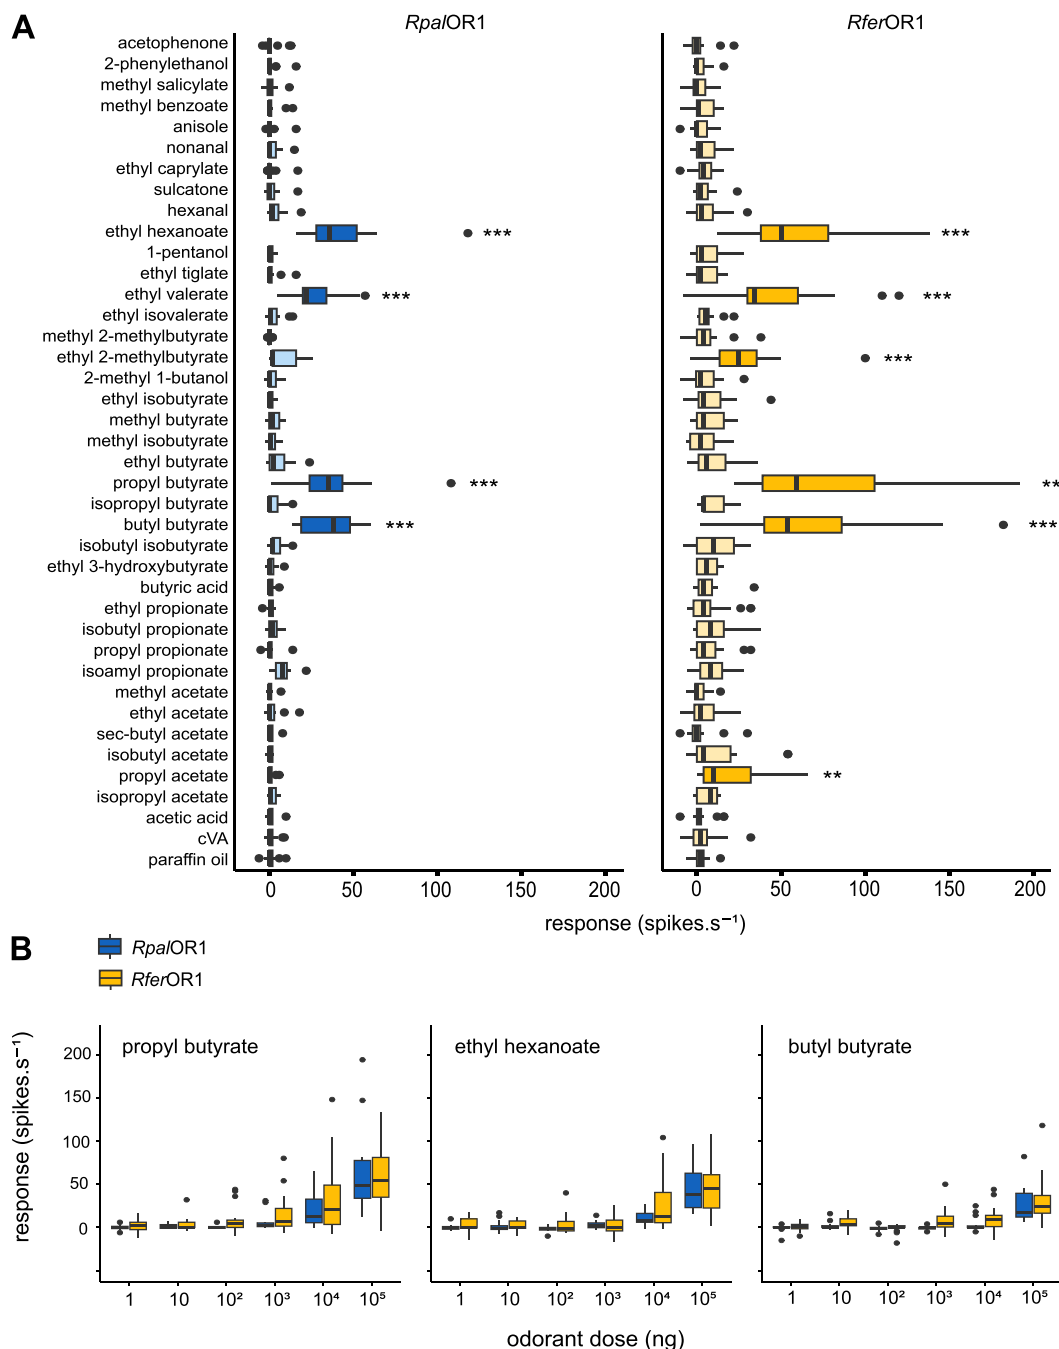 A
RpalOR1
RferOR1
acetophenone
2-phenylethanol
methyl salicylate
methyl benzoate
anisole
nonanal
ethyl caprylate
sulcatone
hexanal
ethyl hexanoate
*** ***
1-pentanol
ethyl tiglate
ethyl valerate
*** ***
ethyl isovalerate
methyl 2-methylbutyrate
ethyl 2-methylbutyrate
***
2-methyl 1-butanol
ethyl isobutyrate
methyl butyrate
methyl isobutyrate
ethyl butyrate
propyl butyrate
*** **
isopropyl butyrate
butyl butyrate
*** ***
isobutyl isobutyrate
ethyl 3-hydroxybutyrate
butyric acid
ethyl propionate
isobutyl propionate
propyl propionate
isoamyl propionate
methyl acetate
ethyl acetate
sec-butyl acetate
isobutyl acetate
propyl acetate
**
isopropyl acetate
acetic acid
cVA
paraffin oil
0 50 100 150 200
0 50 100 150 200
response (spikes.s⁻¹)
B
RpalOR1
RferOR1
response (spikes.s⁻¹)
200
150
100
50
0
propyl butyrate
ethyl hexanoate
butyl butyrate
1 10 10² 10³ 10⁴ 10⁵
1 10 10² 10³ 10⁴ 10⁵
1 10 10² 10³ 10⁴ 10⁵
odorant dose (ng)